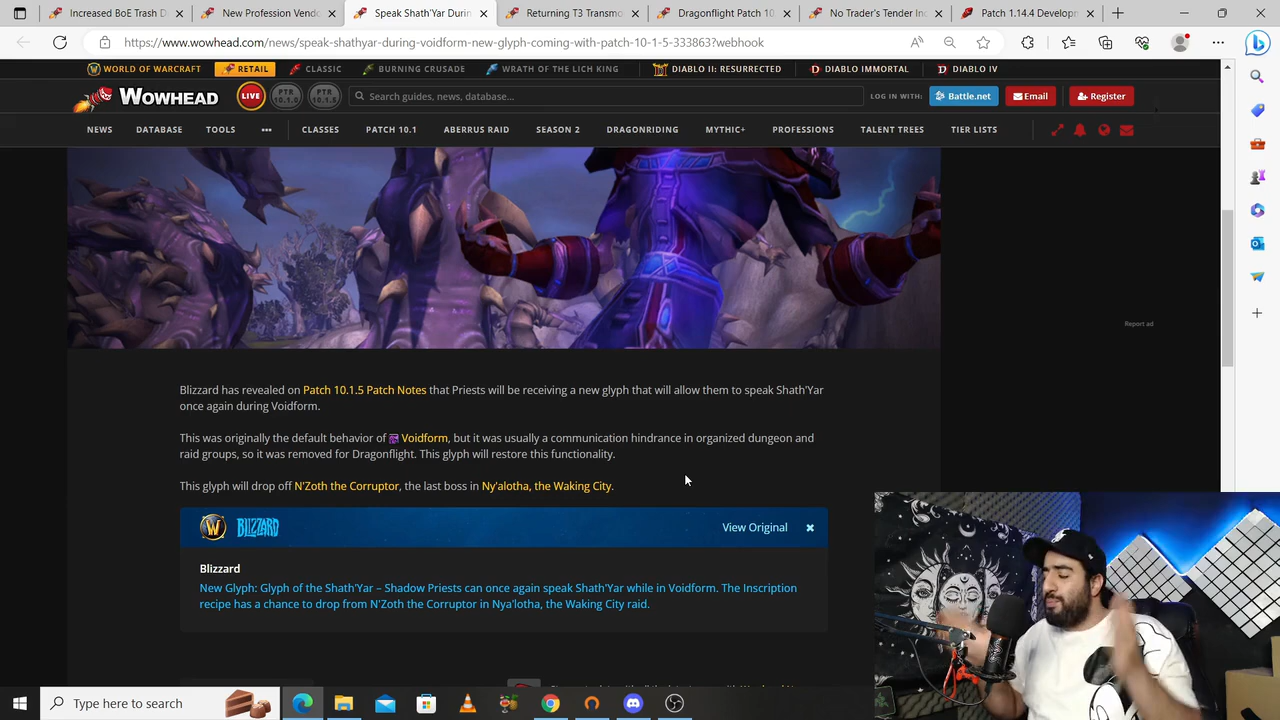 Increased BoE Trash D
New Profession Vendo
Speak Shath'Yar Durin
Returning T3 Transmo
Dragonflight Patch 10
No Trader's Tender In
Patch 1.14.4 Developm
https://www.wowhead.com/news/speak-shathyar-during-voidform-new-glyph-coming-with-patch-10-1-5-333863?webhook
WORLD OF WARCRAFT
RETAIL
CLASSIC
BURNING CRUSADE
WRATH OF THE LICH KING
DIABLO II: RESURRECTED
DIABLO IMMORTAL
DIABLO IV
WOWHEAD
LIVE
PTR 10.1.0
PTR 10.1.5
Search guides, news, database...
LOG IN WITH:
Battle.net
Email
Register
NEWS
DATABASE
TOOLS
•••
CLASSES
PATCH 10.1
ABERRUS RAID
SEASON 2
DRAGONRIDING
MYTHIC+
PROFESSIONS
TALENT TREES
TIER LISTS
Report ad
Blizzard has revealed on Patch 10.1.5 Patch Notes that Priests will be receiving a new glyph that will allow them to speak Shath'Yar
once again during Voidform.
This was originally the default behavior of Voidform, but it was usually a communication hindrance in organized dungeon and
raid groups, so it was removed for Dragonflight. This glyph will restore this functionality.
This glyph will drop off N'Zoth the Corruptor, the last boss in Ny'alotha, the Waking City.
W BLIZZARD
View Original
Blizzard
New Glyph: Glyph of the Shath'Yar – Shadow Priests can once again speak Shath'Yar while in Voidform. The Inscription
recipe has a chance to drop from N'Zoth the Corruptor in Nya'lotha, the Waking City raid.
Type here to search